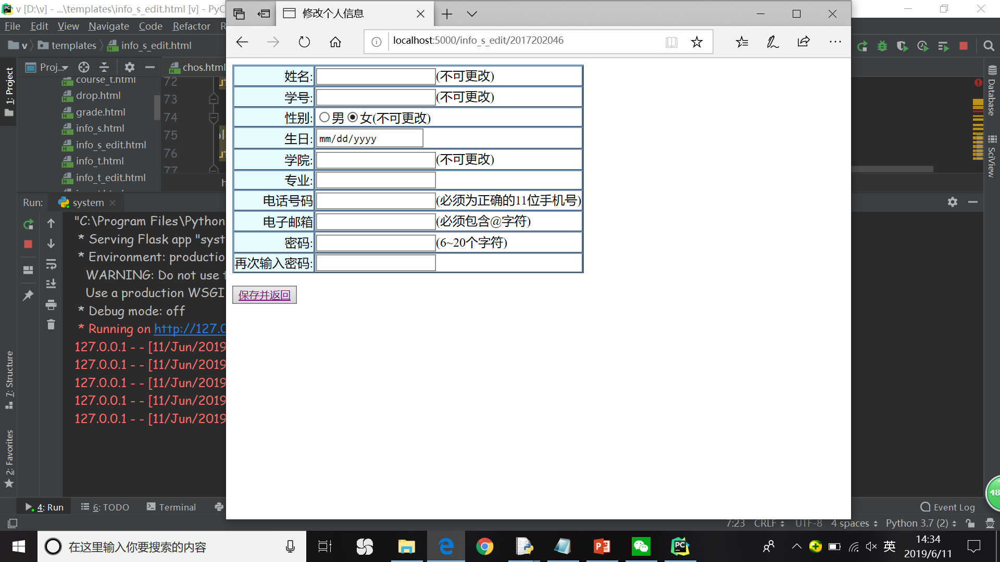 v [D:\v] - ...\templates\info_s_edit.html [v] - PyC
File Edit View Navigate Code Refactor R
v templates info_s_edit.html
1: Project
Proj...
chos.html
course_t.html
drop.html
grade.html
info_s.html
info_s_edit.html
info_t.html
info_t_edit.html
72
73
74
75
76
77
Run: system
"C:\Program Files\Python
* Serving Flask app "syst
* Environment: productio
WARNING: Do not use t
Use a production WSGI
* Debug mode: off
* Running on http://127.0
127.0.0.1 - - [11/Jun/2019
127.0.0.1 - - [11/Jun/2019
127.0.0.1 - - [11/Jun/2019
127.0.0.1 - - [11/Jun/2019
127.0.0.1 - - [11/Jun/2019
7: Structure
2: Favorites
4: Run 6: TODO Terminal
修改个人信息
localhost:5000/info_s_edit/2017202046
姓名: (不可更改)
学号: (不可更改)
性别: 男 女(不可更改)
生日: mm/dd/yyyy
学院: (不可更改)
专业:
电话号码 (必须为正确的11位手机号)
电子邮箱 (必须包含@字符)
密码: (6~20个字符)
再次输入密码:
保存并返回
Database
SciView
48
Event Log
7:23 CRLF UTF-8 4 spaces Python 3.7 (2)
在这里输入你要搜索的内容
英
14:34
2019/6/11